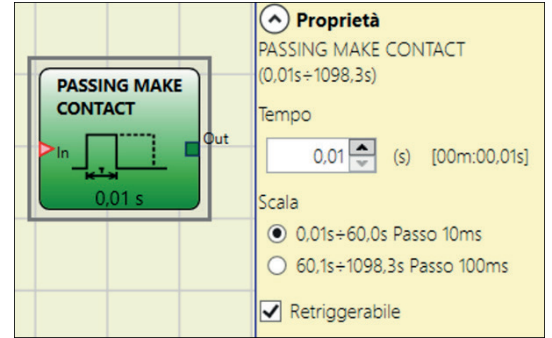 PASSING MAKE
CONTACT
In
Out
T
0,01 s
Proprietà
PASSING MAKE CONTACT
(0,01s÷1098,3s)
Tempo
0,01 (s) [00m:00,01s]
Scala
0,01s÷60,0s Passo 10ms
60,1s÷1098,3s Passo 100ms
Retriggerabile